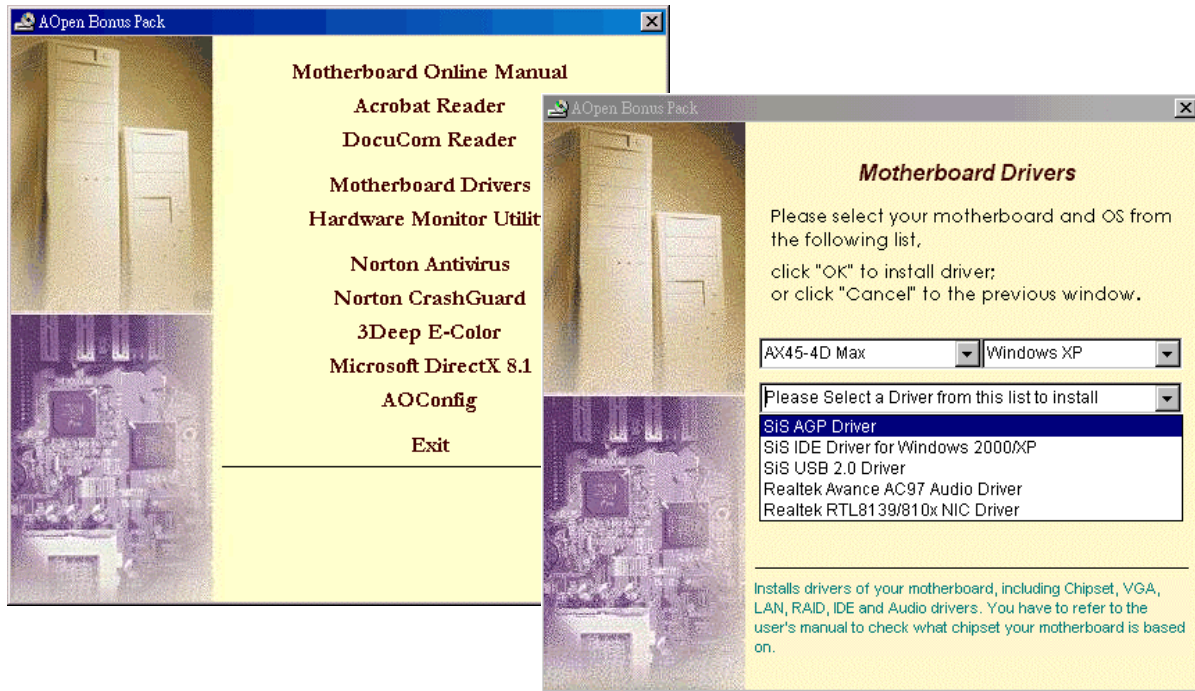 AOpen Bonus Pack
Motherboard Online Manual
Acrobat Reader
DocuCom Reader
Motherboard Drivers
Hardware Monitor Utilit
Norton Antivirus
Norton CrashGuard
3Deep E-Color
Microsoft DirectX 8.1
AOConfig
Exit
AOpen Bonus Pack
Motherboard Drivers
Please select your motherboard and OS from
the following list,
click "OK" to install driver;
or click "Cancel" to the previous window.
AX45-4D Max Windows XP
Please Select a Driver from this list to install
SiS AGP Driver
SiS IDE Driver for Windows 2000/XP
SiS USB 2.0 Driver
Realtek Avance AC97 Audio Driver
Realtek RTL8139/810x NIC Driver
Installs drivers of your motherboard, including Chipset, VGA,
LAN, RAID, IDE and Audio drivers. You have to refer to the
user's manual to check what chipset your motherboard is based
on.